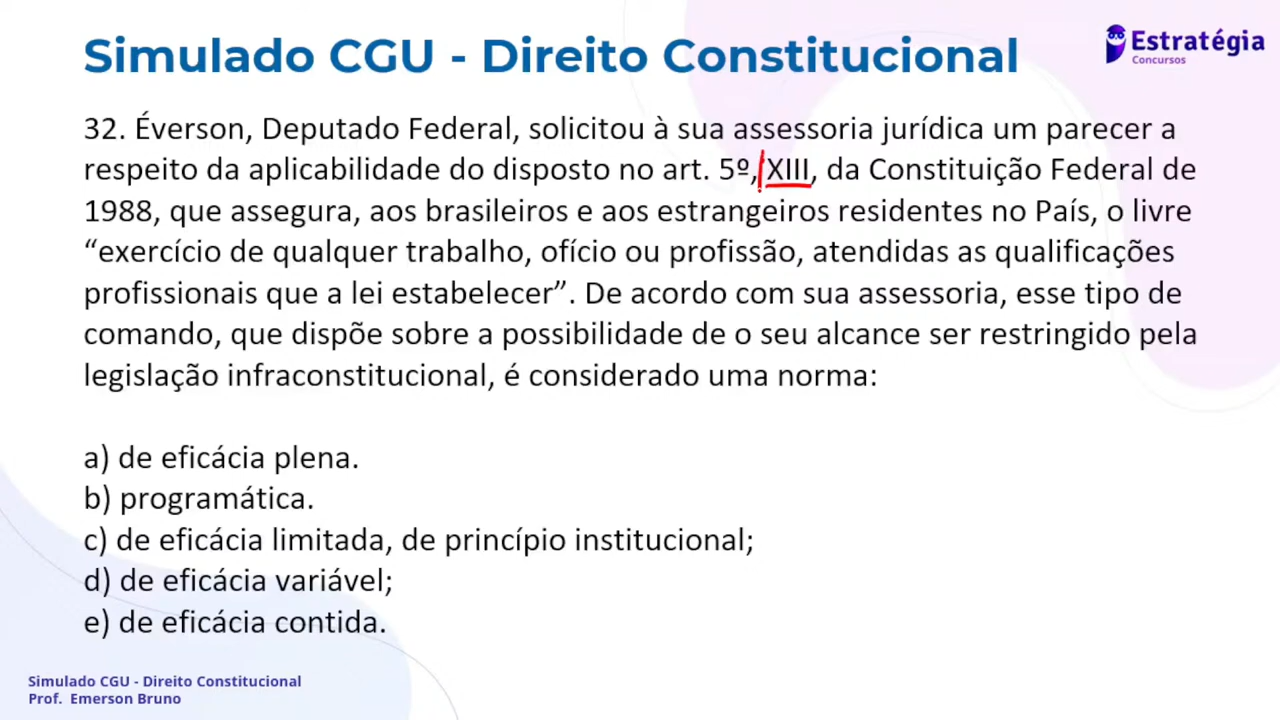 Simulado CGU - Direito Constitucional
Estratégia
Concursos
32. Éverson, Deputado Federal, solicitou à sua assessoria jurídica um parecer a
respeito da aplicabilidade do disposto no art. 5º, XIII, da Constituição Federal de
1988, que assegura, aos brasileiros e aos estrangeiros residentes no País, o livre
“exercício de qualquer trabalho, ofício ou profissão, atendidas as qualificações
profissionais que a lei estabelecer”. De acordo com sua assessoria, esse tipo de
comando, que dispõe sobre a possibilidade de o seu alcance ser restringido pela
legislação infraconstitucional, é considerado uma norma:
a) de eficácia plena.
b) programática.
c) de eficácia limitada, de princípio institucional;
d) de eficácia variável;
e) de eficácia contida.
Simulado CGU - Direito Constitucional
Prof. Emerson Bruno